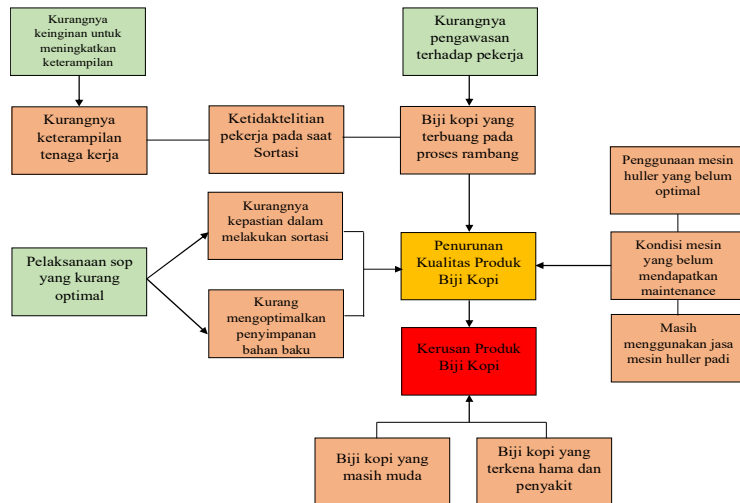 Kurangnya
keinginan untuk
meningkatkan
keterampilan
Kurangnya
pengawasan
terhadap pekerja
Kurangnya
keterampilan
tenaga kerja
Ketidaktelitian
pekerja pada saat
Sortasi
Biji kopi yang
terbuang pada
proses rambang
Penggunaan mesin
huller yang belum
optimal
Kurangnya
kepastian dalam
melakukan sortasi
Pelaksanaan sop
yang kurang
optimal
Penurunan
Kualitas Produk
Biji Kopi
Kondisi mesin
yang belum
mendapatkan
maintenance
Kurang
mengoptimalkan
penyimpanan
bahan baku
Kerusan Produk
Biji Kopi
Masih
menggunakan jasa
mesin huller padi
Biji kopi yang
masih muda
Biji kopi yang
terkena hama dan
penyakit